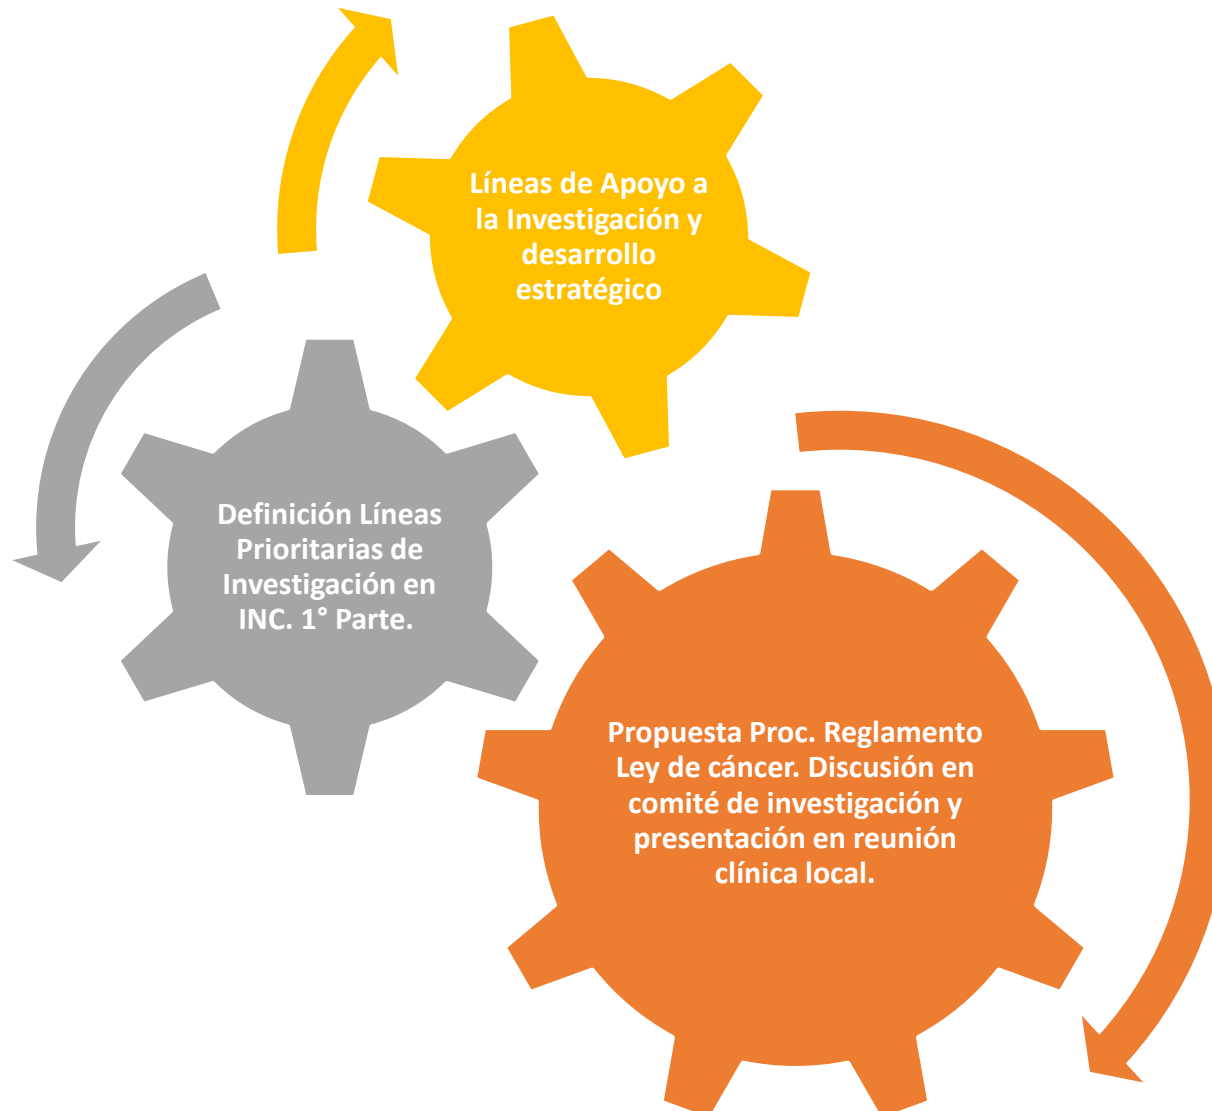 Líneas de Apoyo a
la Investigación y
desarrollo
estratégico
Definición Líneas
Prioritarias de
Investigación en
INC. 1° Parte.
Propuesta Proc. Reglamento
Ley de cáncer. Discusión en
comité de investigación y
presentación en reunión
clínica local.